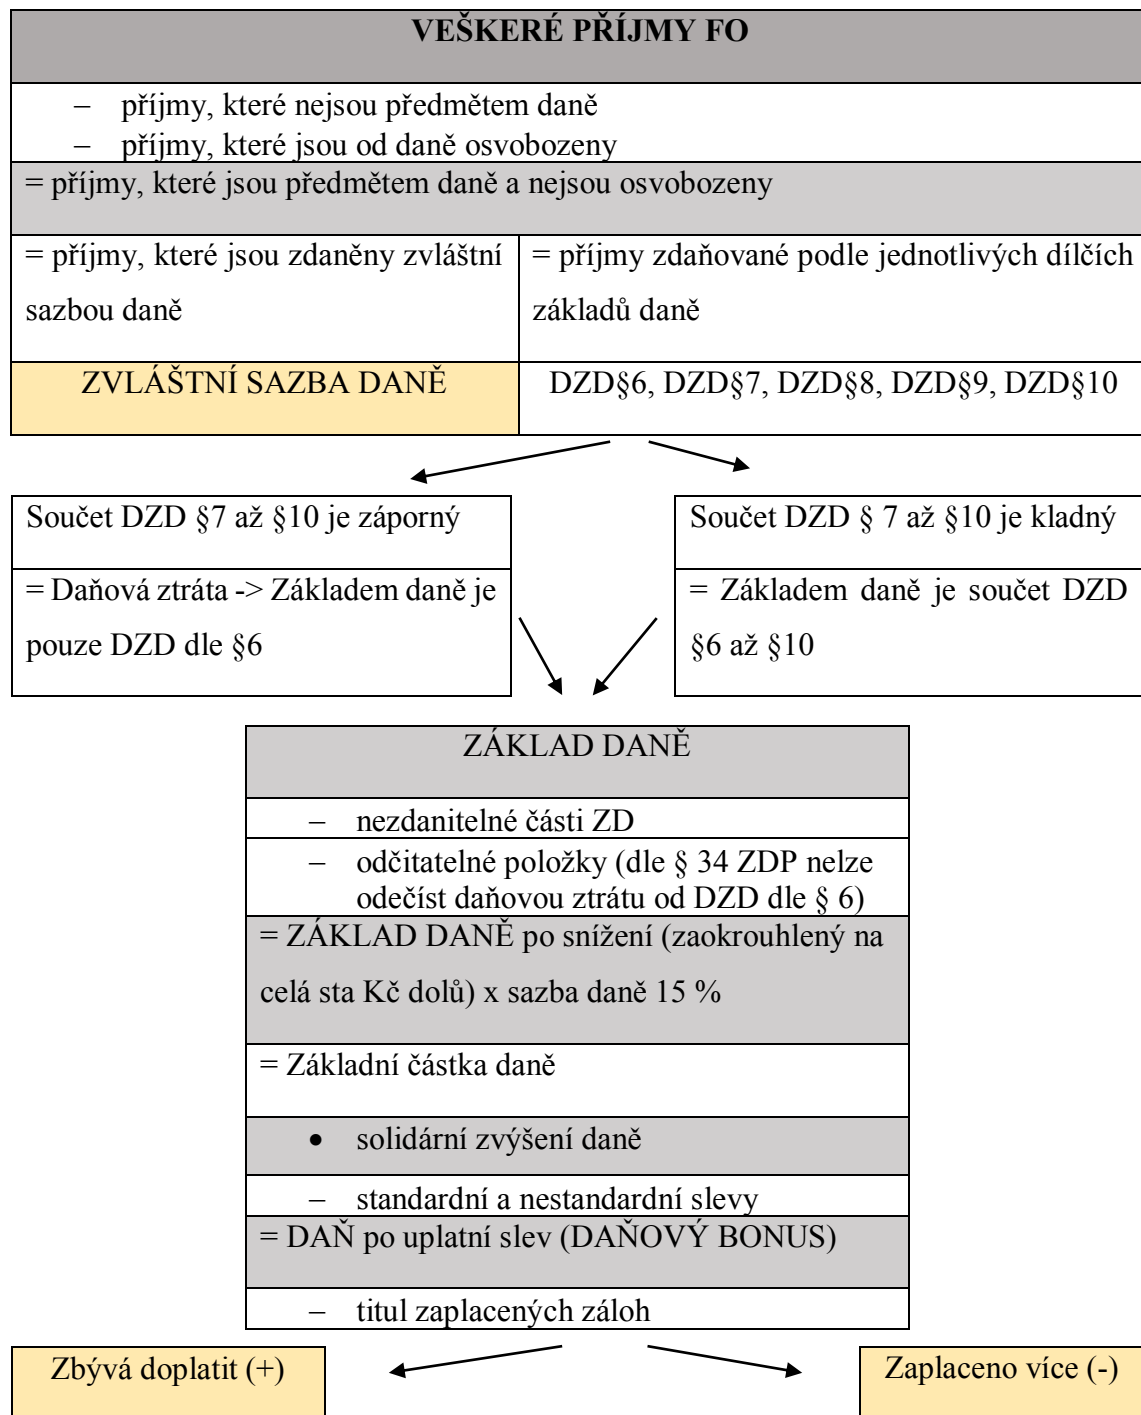 VEŠKERÉ PŘÍJMY FO
– příjmy, které nejsou předmětem daně
– příjmy, které jsou od daně osvobozeny
= příjmy, které jsou předmětem daně a nejsou osvobozeny
= příjmy, které jsou zdaněny zvláštní
sazbou daně
= příjmy zdaňované podle jednotlivých dílčích
základů daně
ZVLÁŠTNÍ SAZBA DANĚ
DZD§6, DZD§7, DZD§8, DZD§9, DZD§10
Součet DZD §7 až §10 je záporný
= Daňová ztráta -> Základem daně je
pouze DZD dle §6
Součet DZD § 7 až §10 je kladný
= Základem daně je součet DZD
§6 až §10
ZÁKLAD DANĚ
– nezdanitelné části ZD
– odčitatelné položky (dle § 34 ZDP nelze
odečíst daňovou ztrátu od DZD dle § 6)
= ZÁKLAD DANĚ po snížení (zaokrouhlený na
celá sta Kč dolů) x sazba daně 15 %
= Základní částka daně
• solidární zvýšení daně
– standardní a nestandardní slevy
= DAŇ po uplatní slev (DAŇOVÝ BONUS)
– titul zaplacených záloh
Zbývá doplatit (+)
Zaplaceno více (-)